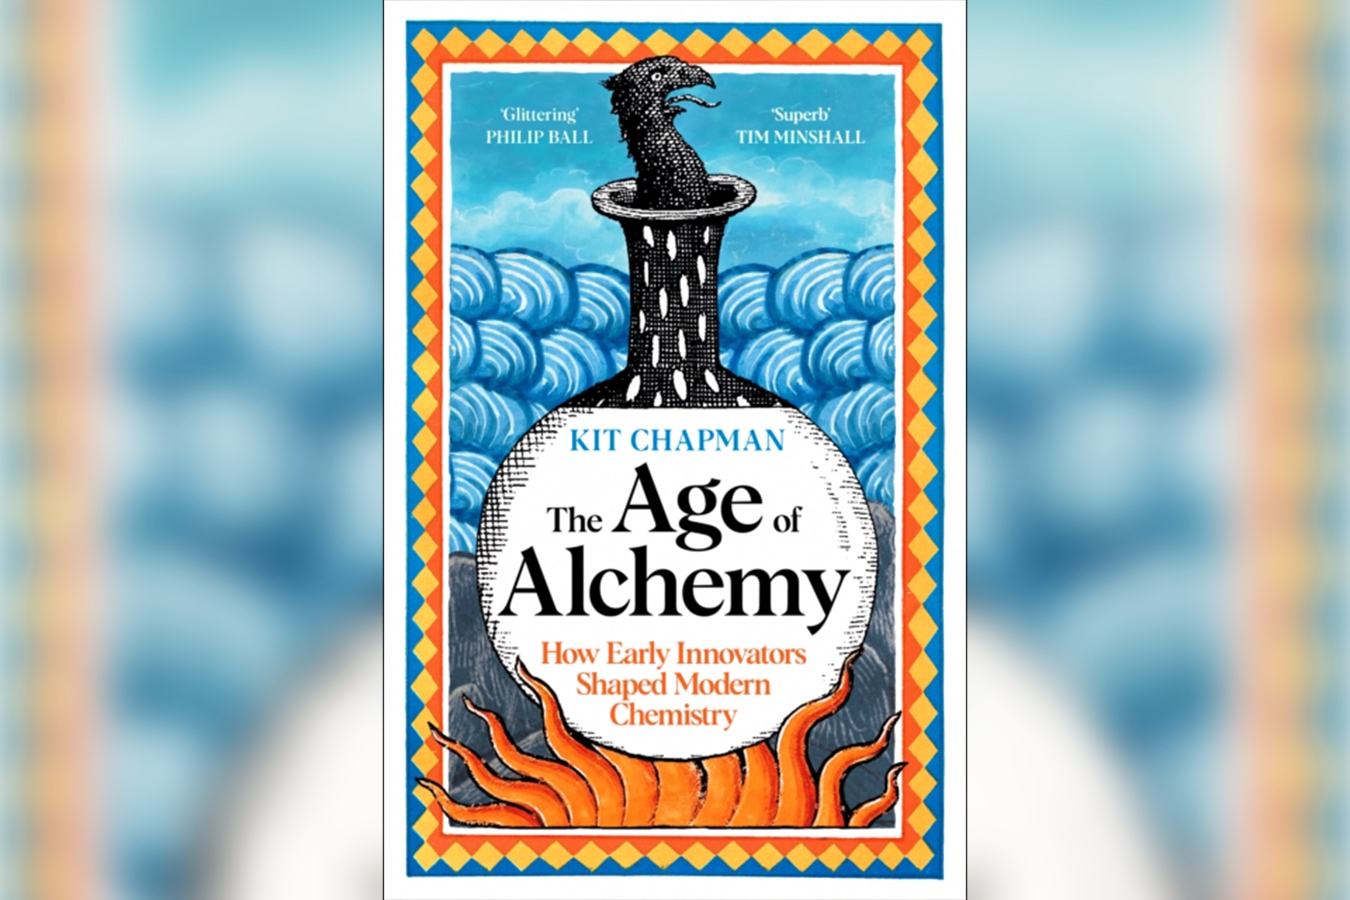 ‘Glittering’
PHILIP BALL
‘Superb’
TIM MINSHALL
KIT CHAPMAN
The Age of
Alchemy
How Early Innovators
Shaped Modern
Chemistry